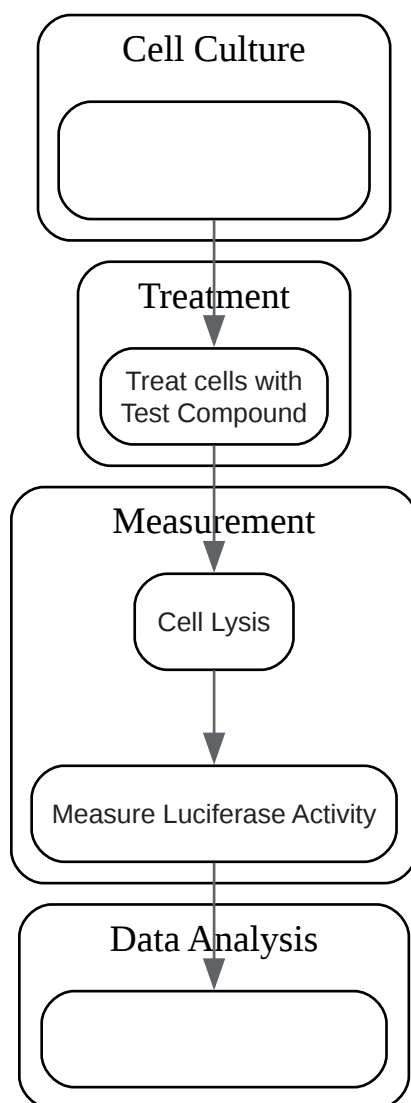 Cell Culture
Treatment
Treat cells with
Test Compound
Measurement
Cell Lysis
Measure Luciferase Activity
Data Analysis